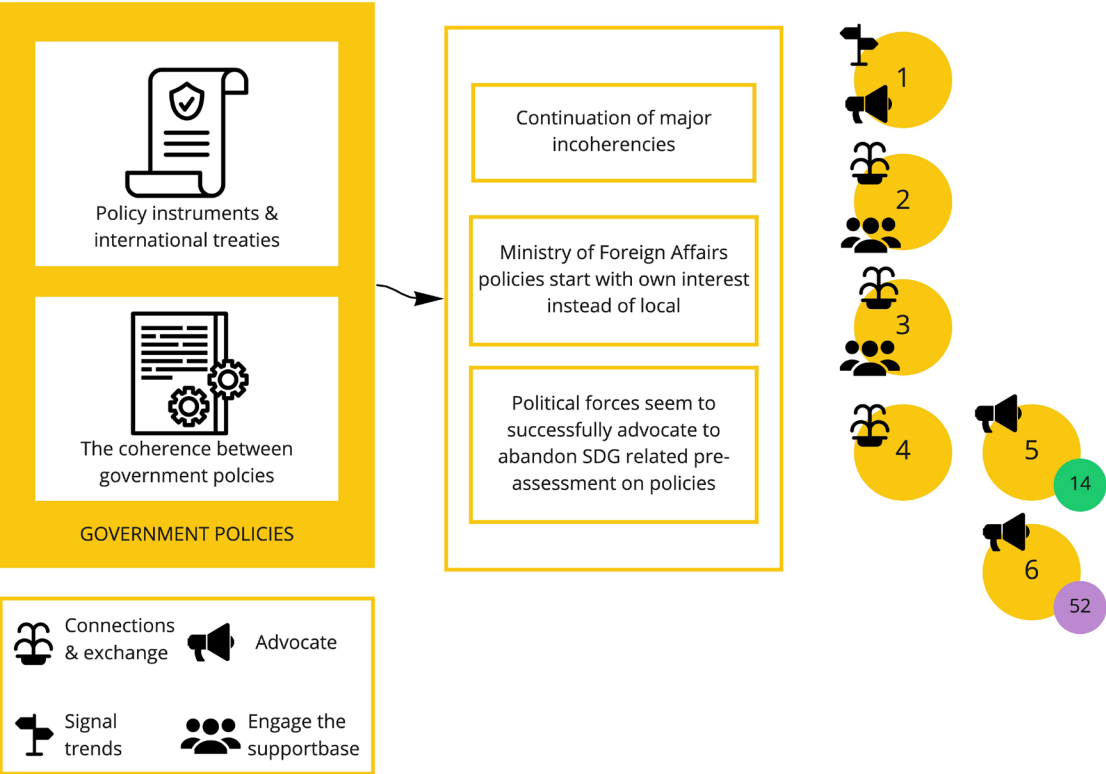 Policy instruments &
international treaties
The coherence between
government polcies
GOVERNMENT POLICIES
Continuation of major
incoherencies
Ministry of Foreign Affairs
policies start with own interest
instead of local
Political forces seem to
successfully advocate to
abandon SDG related pre-
assessment on policies
1
2
3
4
5
14
6
52
Connections
& exchange
Advocate
Signal
trends
Engage the
supportbase